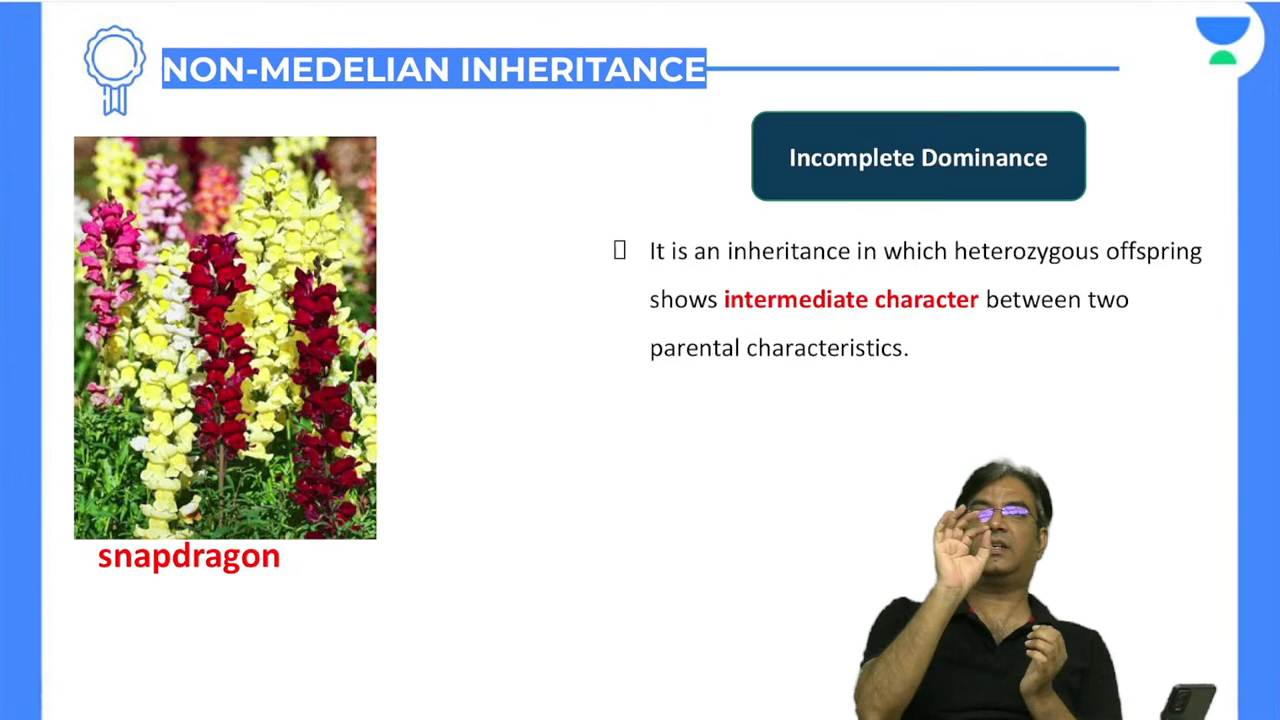 NON-MEDELIAN INHERITANCE
Incomplete Dominance
It is an inheritance in which heterozygous offspring
shows intermediate character between two
parental characteristics.
snapdragon